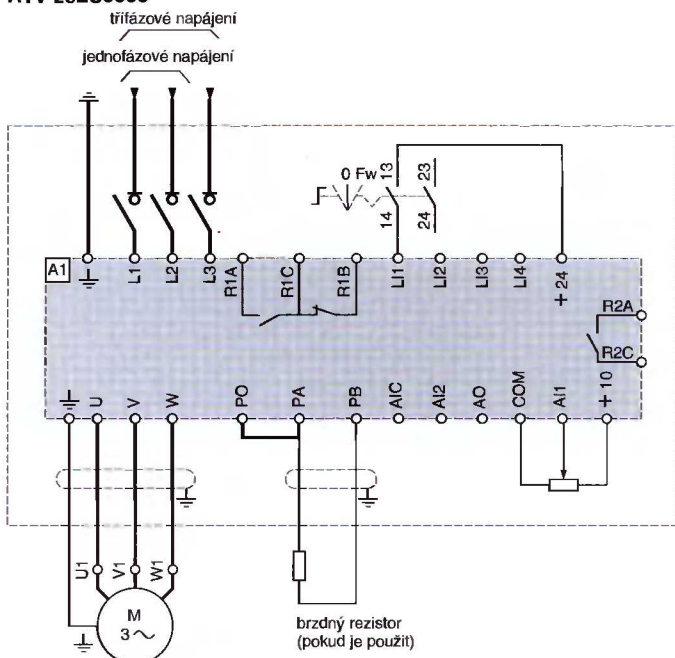 třífázové napájení
jednofázové napájení
0 Fw 13 23
14 24
A1
L1 L2 L3 R1A R1C R1B LI1 LI2 LI3 LI4 + 24
R2A
R2C
U V W PO PA PB AIC AI2 AO COM AI1 + 10
U1 V1 W1
M
3~
brzdný rezistor
(pokud je použit)